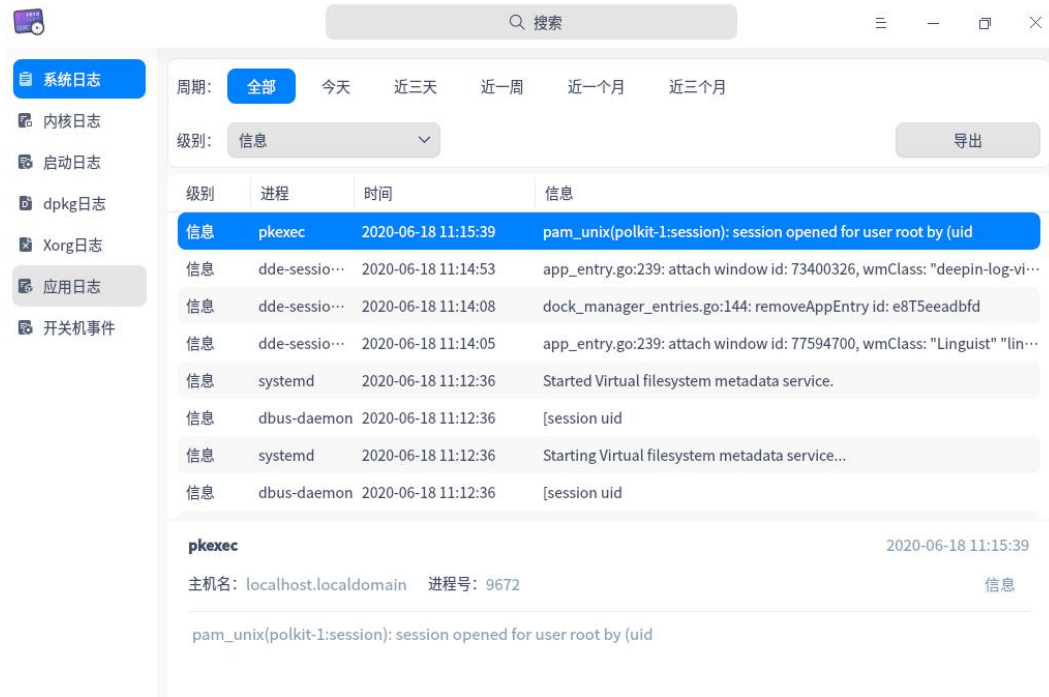 搜索
系统日志
内核日志
启动日志
dpkg日志
Xorg日志
应用日志
开关机事件
周期： 全部 今天 近三天 近一周 近一个月 近三个月
级别： 信息 导出
级别 进程 时间 信息
信息 pkexec 2020-06-18 11:15:39 pam_unix(polkit-1:session): session opened for user root by (uid
信息 dde-sessio··· 2020-06-18 11:14:53 app_entry.go:239: attach window id: 73400326, wmClass: "deepin-log-vi···
信息 dde-sessio··· 2020-06-18 11:14:08 dock_manager_entries.go:144: removeAppEntry id: e8T5eeadbfd
信息 dde-sessio··· 2020-06-18 11:14:05 app_entry.go:239: attach window id: 77594700, wmClass: "Linguist" "lin···
信息 systemd 2020-06-18 11:12:36 Started Virtual filesystem metadata service.
信息 dbus-daemon 2020-06-18 11:12:36 [session uid
信息 systemd 2020-06-18 11:12:36 Starting Virtual filesystem metadata service...
信息 dbus-daemon 2020-06-18 11:12:36 [session uid
pkexec 2020-06-18 11:15:39
主机名： localhost.localdomain 进程号： 9672 信息
pam_unix(polkit-1:session): session opened for user root by (uid